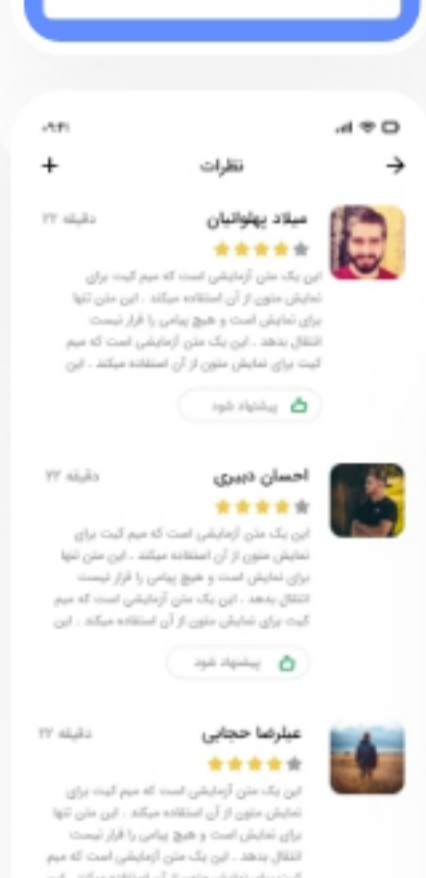 ۰۹:۴۱
نظرات
میلاد پهلوانیان
دقیقه ۲۲
این یک متن آزمایشی است که میم کیت برای
نمایش متون از آن استفاده میکند . این متن تنها
برای نمایش است و هیچ پیامی را قرار نیست
انتقال بدهد . این یک متن آزمایشی است که میم
کیت برای نمایش متون از آن استفاده میکند . این
پیشنهاد شود
احسان دبیری
دقیقه ۲۲
این یک متن آزمایشی است که میم کیت برای
نمایش متون از آن استفاده میکند . این متن تنها
برای نمایش است و هیچ پیامی را قرار نیست
انتقال بدهد . این یک متن آزمایشی است که میم
کیت برای نمایش متون از آن استفاده میکند . این
پیشنهاد شود
عیلرضا حجابی
دقیقه ۲۲
این یک متن آزمایشی است که میم کیت برای
نمایش متون از آن استفاده میکند . این متن تنها
برای نمایش است و هیچ پیامی را قرار نیست
انتقال بدهد . این یک متن آزمایشی است که میم